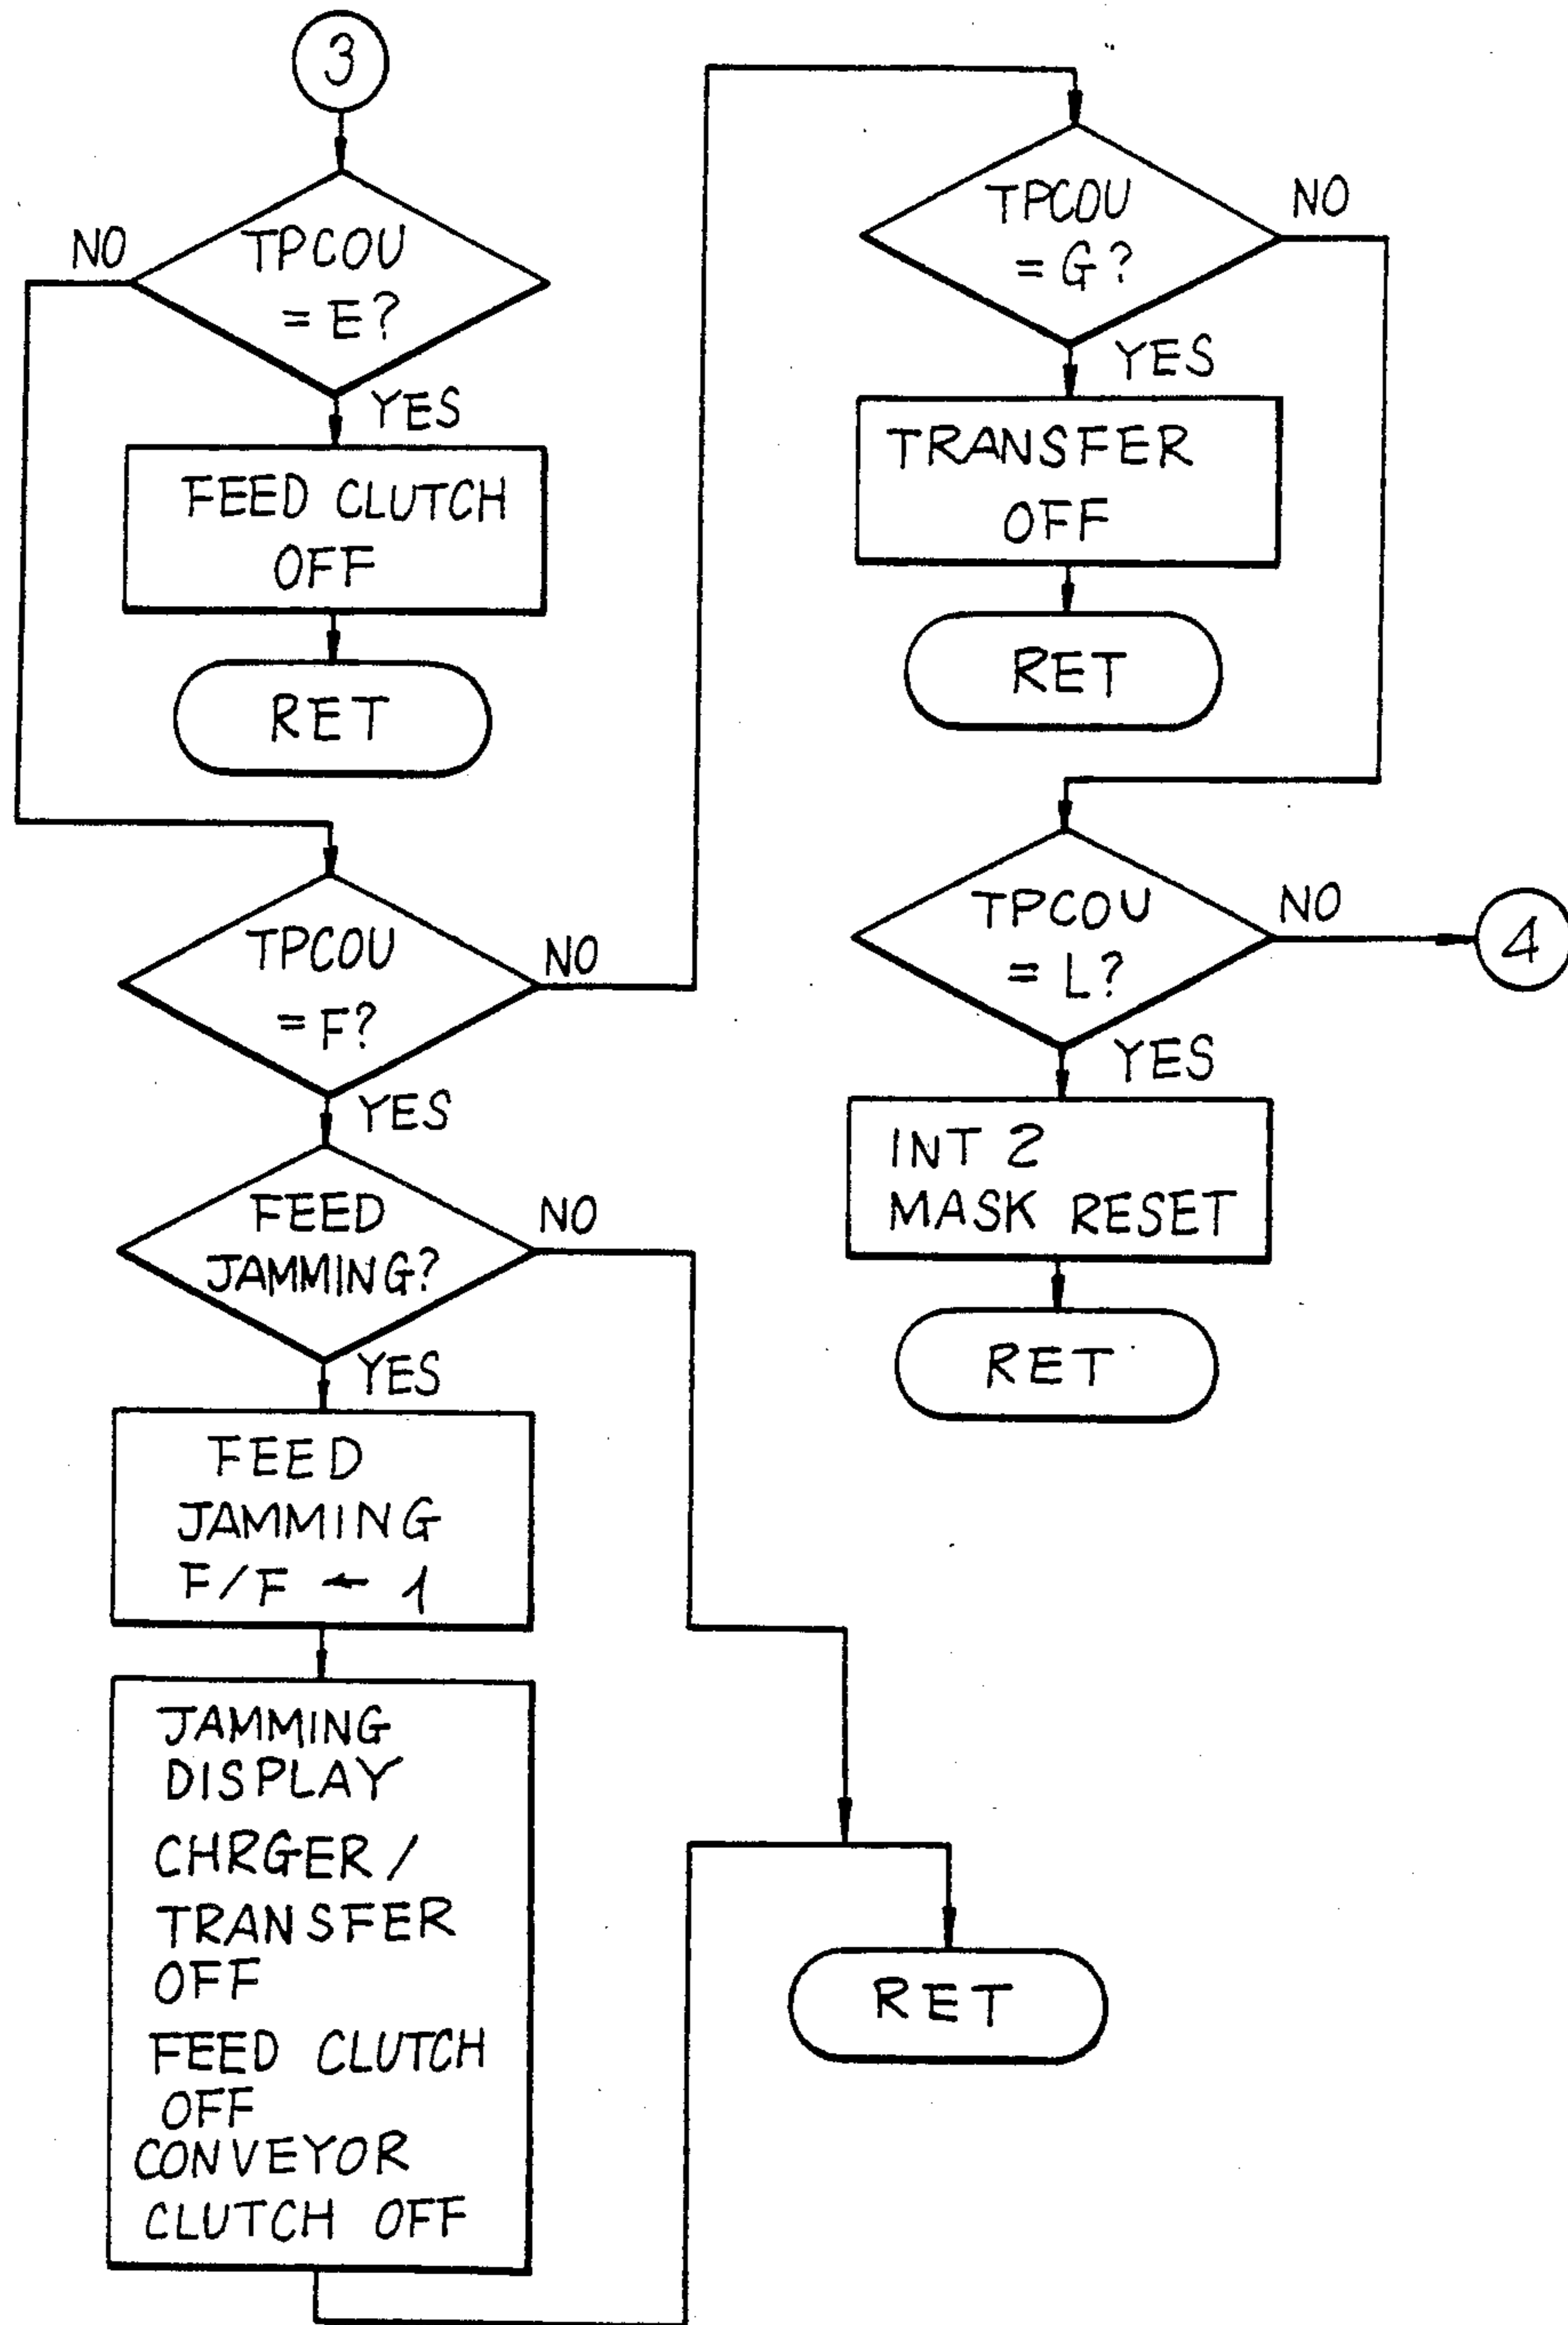 3
NO
TPCOU
= E?
YES
FEED CLUTCH
OFF
RET
TPCOU
= F?
NO
YES
FEED
JAMMING?
NO
YES
FEED
JAMMING
F/F ← 1
JAMMING
DISPLAY
CHRGER /
TRANSFER
OFF
FEED CLUTCH
OFF
CONVEYOR
CLUTCH OFF
RET
TPCOU
= G?
NO
YES
TRANSFER
OFF
RET
TPCOU
= L?
NO
4
YES
INT 2
MASK RESET
RET